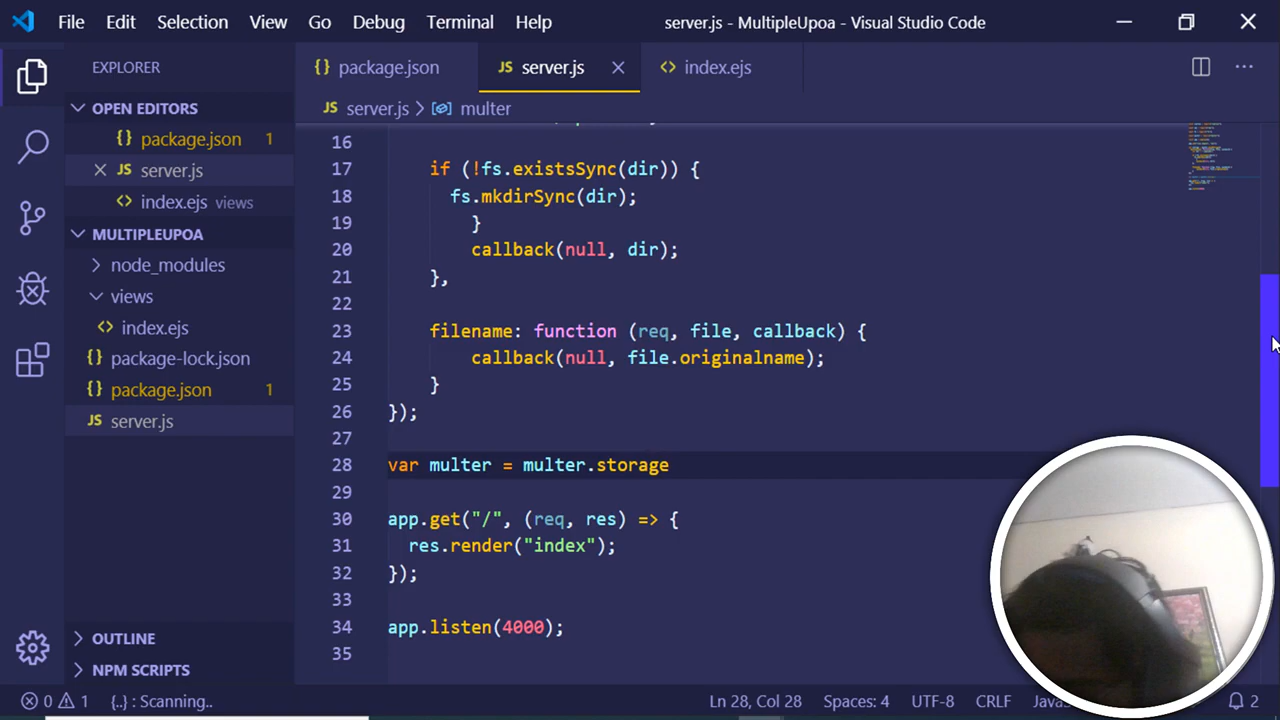 File Edit Selection View Go Debug Terminal Help server.js - MultipleUpoa - Visual Studio Code
EXPLORER
package.json
JS server.js
index.ejs
OPEN EDITORS
package.json 1
JS server.js
index.ejs views
MULTIPLEUPOA
node_modules
views
index.ejs
package-lock.json
package.json 1
JS server.js
OUTLINE
NPM SCRIPTS
JS server.js > multer
16
17 if (!fs.existsSync(dir)) {
18 fs.mkdirSync(dir);
19 }
20 callback(null, dir);
21 },
22
23 filename: function (req, file, callback) {
24 callback(null, file.originalname);
25 }
26 });
27
28 var multer = multer.storage
29
30 app.get("/", (req, res) => {
31 res.render("index");
32 });
33
34 app.listen(4000);
35
0 1 {..} : Scanning.. Ln 28, Col 28 Spaces: 4 UTF-8 CRLF 2